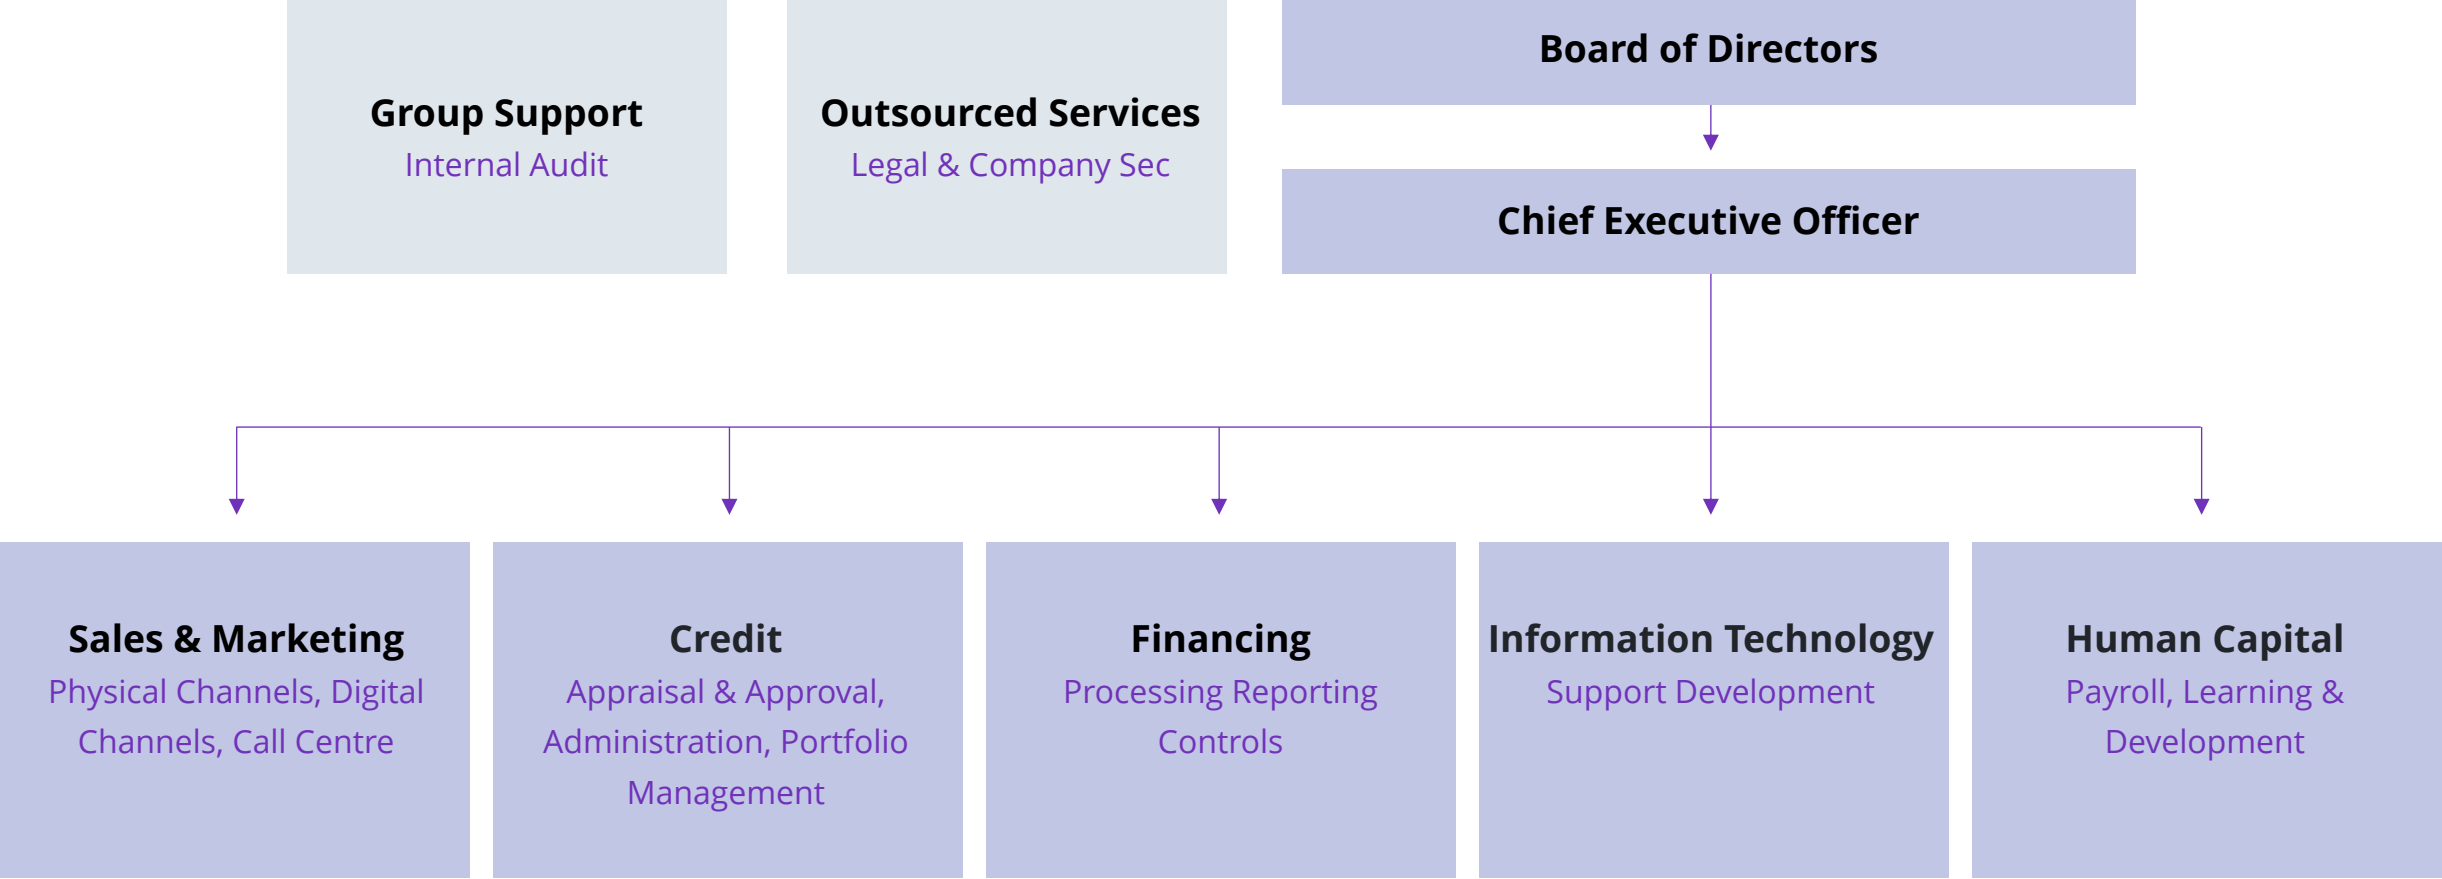 Group Support
Internal Audit
Outsourced Services
Legal & Company Sec
Board of Directors
Chief Executive Officer
Sales & Marketing
Physical Channels, Digital
Channels, Call Centre
Credit
Appraisal & Approval,
Administration, Portfolio
Management
Financing
Processing Reporting
Controls
Information Technology
Support Development
Human Capital
Payroll, Learning &
Development